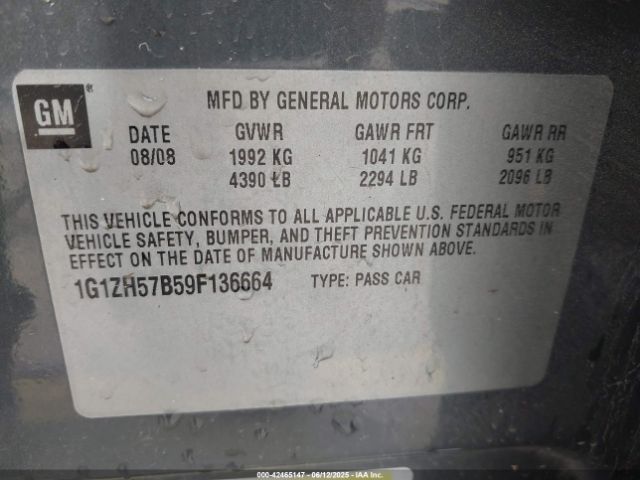 GM®
MFD BY GENERAL MOTORS CORP.
DATE GVWR GAWR FRT GAWR RR
08/08 1992 KG 1041 KG 951 KG
4390 LB 2294 LB 2096 LB
THIS VEHICLE CONFORMS TO ALL APPLICABLE U.S. FEDERAL MOTOR
VEHICLE SAFETY, BUMPER, AND THEFT PREVENTION STANDARDS IN
EFFECT ON THE DATE OF MANUFACTURE SHOWN ABOVE.
1G1ZH57B59F136664 TYPE: PASS CAR
000-42465147 - 06/12/2025 - IAAI.COM